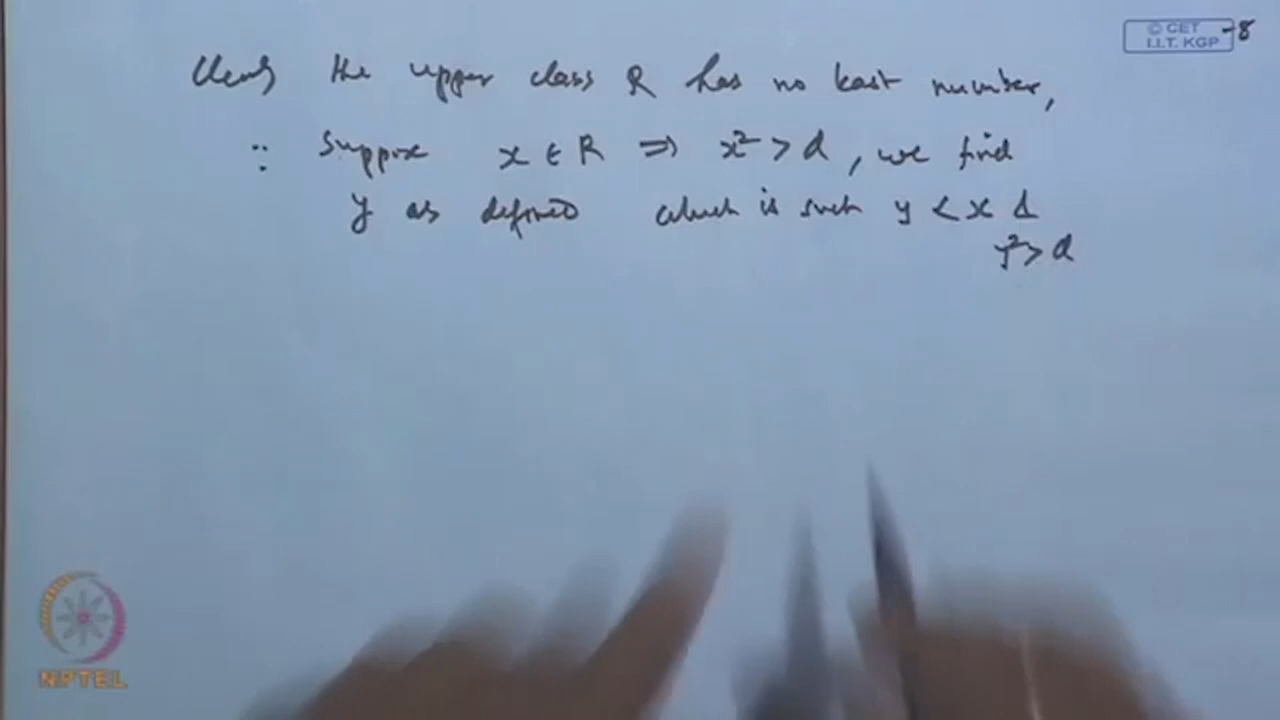 © CET
I.I.T. KGP -8
the upper class R has no least number,
∵ Suppose x ∈ R ⇒ x² > d, we find
y as defined which is such y < x &
y² > d
NPTEL